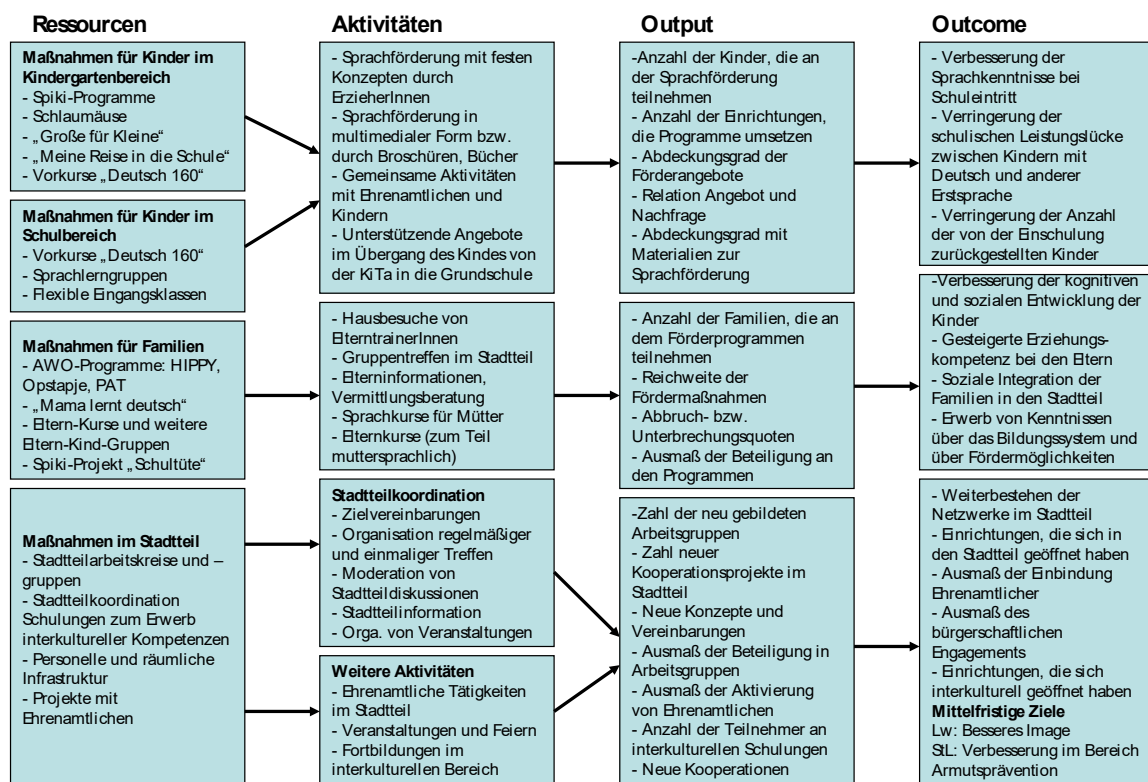 Ressourcen
Maßnahmen für Kinder im
Kindergartenbereich
- Spiki-Programme
- Schlaumäuse
- „Große für Kleine“
- „Meine Reise in die Schule“
- Vorkurse „Deutsch 160“
Maßnahmen für Kinder im
Schulbereich
- Vorkurse „Deutsch 160“
- Sprachlerngruppen
- Flexible Eingangsklassen
Maßnahmen für Familien
- AWO-Programme: HIPPY,
Opstapje, PAT
- „Mama lernt deutsch“
- Eltern-Kurse und weitere
Eltern-Kind-Gruppen
- Spiki-Projekt „Schultüte“
Maßnahmen im Stadtteil
- Stadtteilarbeitskreise und –
gruppen
- Stadtteilkoordination
Schulungen zum Erwerb
interkultureller Kompetenzen
- Personelle und räumliche
Infrastruktur
- Projekte mit
Ehrenamtlichen
Aktivitäten
- Sprachförderung mit festen
Konzepten durch
ErzieherInnen
- Sprachförderung in
multimedialer Form bzw.
durch Broschüren, Bücher
- Gemeinsame Aktivitäten
mit Ehrenamtlichen und
Kindern
- Unterstützende Angebote
im Übergang des Kindes von
der KiTa in die Grundschule
- Hausbesuche von
ElterntrainerInnen
- Gruppentreffen im Stadtteil
- Elterninformationen,
Vermittlungsberatung
- Sprachkurse für Mütter
- Elternkurse (zum Teil
muttersprachlich)
Stadtteilkoordination
- Zielvereinbarungen
- Organisation regelmäßiger
und einmaliger Treffen
- Moderation von
Stadtteildiskussionen
- Stadtteilinformation
- Orga. von Veranstaltungen
Weitere Aktivitäten
- Ehrenamtliche Tätigkeiten
im Stadtteil
- Veranstaltungen und Feiern
- Fortbildungen im
interkulturellen Bereich
Output
-Anzahl der Kinder, die an
der Sprachförderung
teilnehmen
- Anzahl der Einrichtungen,
die Programme umsetzen
- Abdeckungsgrad der
Förderangebote
- Relation Angebot und
Nachfrage
- Abdeckungsgrad mit
Materialien zur
Sprachförderung
- Anzahl der Familien, die an
dem Förderprogrammen
teilnehmen
- Reichweite der
Fördermaßnahmen
- Abbruch- bzw.
Unterbrechungsquoten
- Ausmaß der Beteiligung an
den Programmen
-Zahl der neu gebildeten
Arbeitsgruppen
- Zahl neuer
Kooperationsprojekte im
Stadtteil
- Neue Konzepte und
Vereinbarungen
- Ausmaß der Beteiligung in
Arbeitsgruppen
- Ausmaß der Aktivierung
von Ehrenamtlichen
- Anzahl der Teilnehmer an
interkulturellen Schulungen
- Neue Kooperationen
Outcome
- Verbesserung der
Sprachkenntnisse bei
Schuleintritt
- Verringerung der
schulischen Leistungslücke
zwischen Kindern mit
Deutsch und anderer
Erstsprache
- Verringerung der Anzahl
der von der Einschulung
zurückgestellten Kinder
-Verbesserung der kognitiven
und sozialen Entwicklung der
Kinder
- Gesteigerte Erziehungs-
kompetenz bei den Eltern
- Soziale Integration der
Familien in den Stadtteil
- Erwerb von Kenntnissen
über das Bildungssystem und
über Fördermöglichkeiten
- Weiterbestehen der
Netzwerke im Stadtteil
- Einrichtungen, die sich in
den Stadtteil geöffnet haben
- Ausmaß der Einbindung
Ehrenamtlicher
- Ausmaß des
bürgerschaftlichen
Engagements
- Einrichtungen, die sich
interkulturell geöffnet haben
Mittelfristige Ziele
Lw: Besseres Image
StL: Verbesserung im Bereich
Armutsprävention